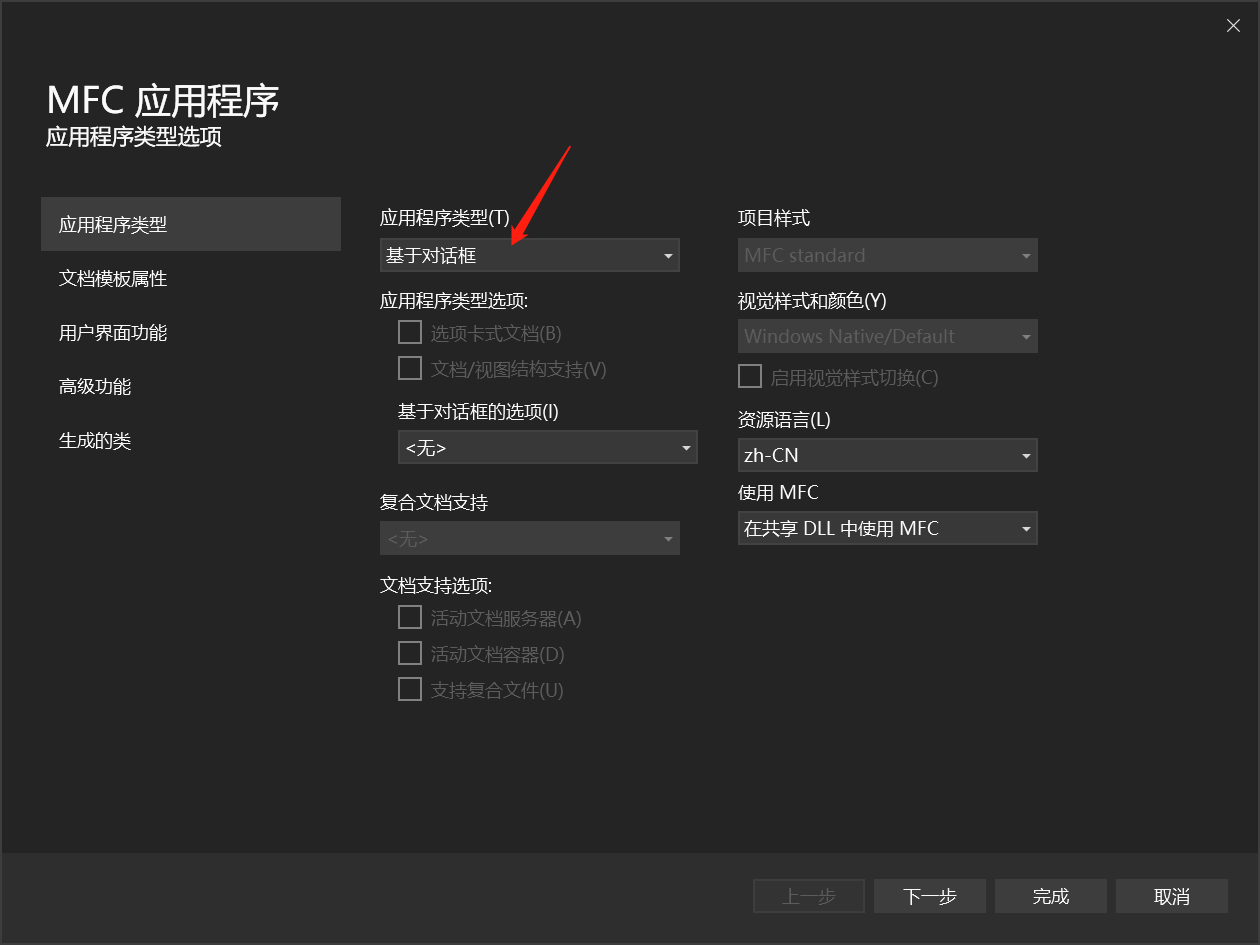 MFC 应用程序
应用程序类型选项
应用程序类型
文档模板属性
用户界面功能
高级功能
生成的类
应用程序类型(T)
基于对话框
应用程序类型选项:
选项卡式文档(B)
文档/视图结构支持(V)
基于对话框的选项(I)
<无>
复合文档支持
<无>
文档支持选项:
活动文档服务器(A)
活动文档容器(D)
支持复合文件(U)
项目样式
MFC standard
视觉样式和颜色(Y)
Windows Native/Default
启用视觉样式切换(C)
资源语言(L)
zh-CN
使用 MFC
在共享 DLL 中使用 MFC
上一步
下一步
完成
取消